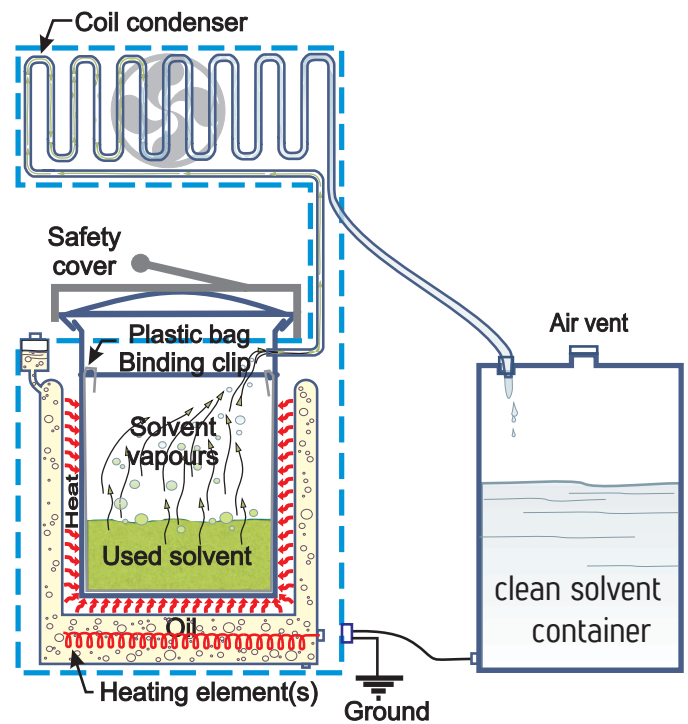 Coil condenser
Safety
cover
Air vent
Plastic bag
Binding clip
Solvent
vapours
Heat
Used solvent
clean solvent
container
Oil
Heating element(s)
Ground